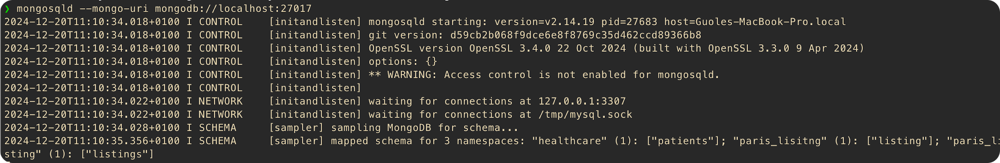 ❯ mongosqld --mongo-uri mongodb://localhost:27017
2024-12-20T11:10:34.018+0100 I CONTROL    [initandlisten] mongosqld starting: version=v2.14.19 pid=27683 host=Guoles-MacBook-Pro.local
2024-12-20T11:10:34.018+0100 I CONTROL    [initandlisten] git version: d59cb2b068f9dce6e8f8769c35d462ccd89366b8
2024-12-20T11:10:34.018+0100 I CONTROL    [initandlisten] OpenSSL version OpenSSL 3.4.0 22 Oct 2024 (built with OpenSSL 3.3.0 9 Apr 2024)
2024-12-20T11:10:34.018+0100 I CONTROL    [initandlisten] options: {}
2024-12-20T11:10:34.018+0100 I CONTROL    [initandlisten] ** WARNING: Access control is not enabled for mongosqld.
2024-12-20T11:10:34.018+0100 I CONTROL    [initandlisten]
2024-12-20T11:10:34.022+0100 I NETWORK    [initandlisten] waiting for connections at 127.0.0.1:3307
2024-12-20T11:10:34.022+0100 I NETWORK    [initandlisten] waiting for connections at /tmp/mysql.sock
2024-12-20T11:10:34.028+0100 I SCHEMA     [sampler] sampling MongoDB for schema...
2024-12-20T11:10:35.356+0100 I SCHEMA     [sampler] mapped schema for 3 namespaces: "healthcare" (1): ["patients"]; "paris_lisitng" (1): ["listing"]; "paris_li
sting" (1): ["listings"]